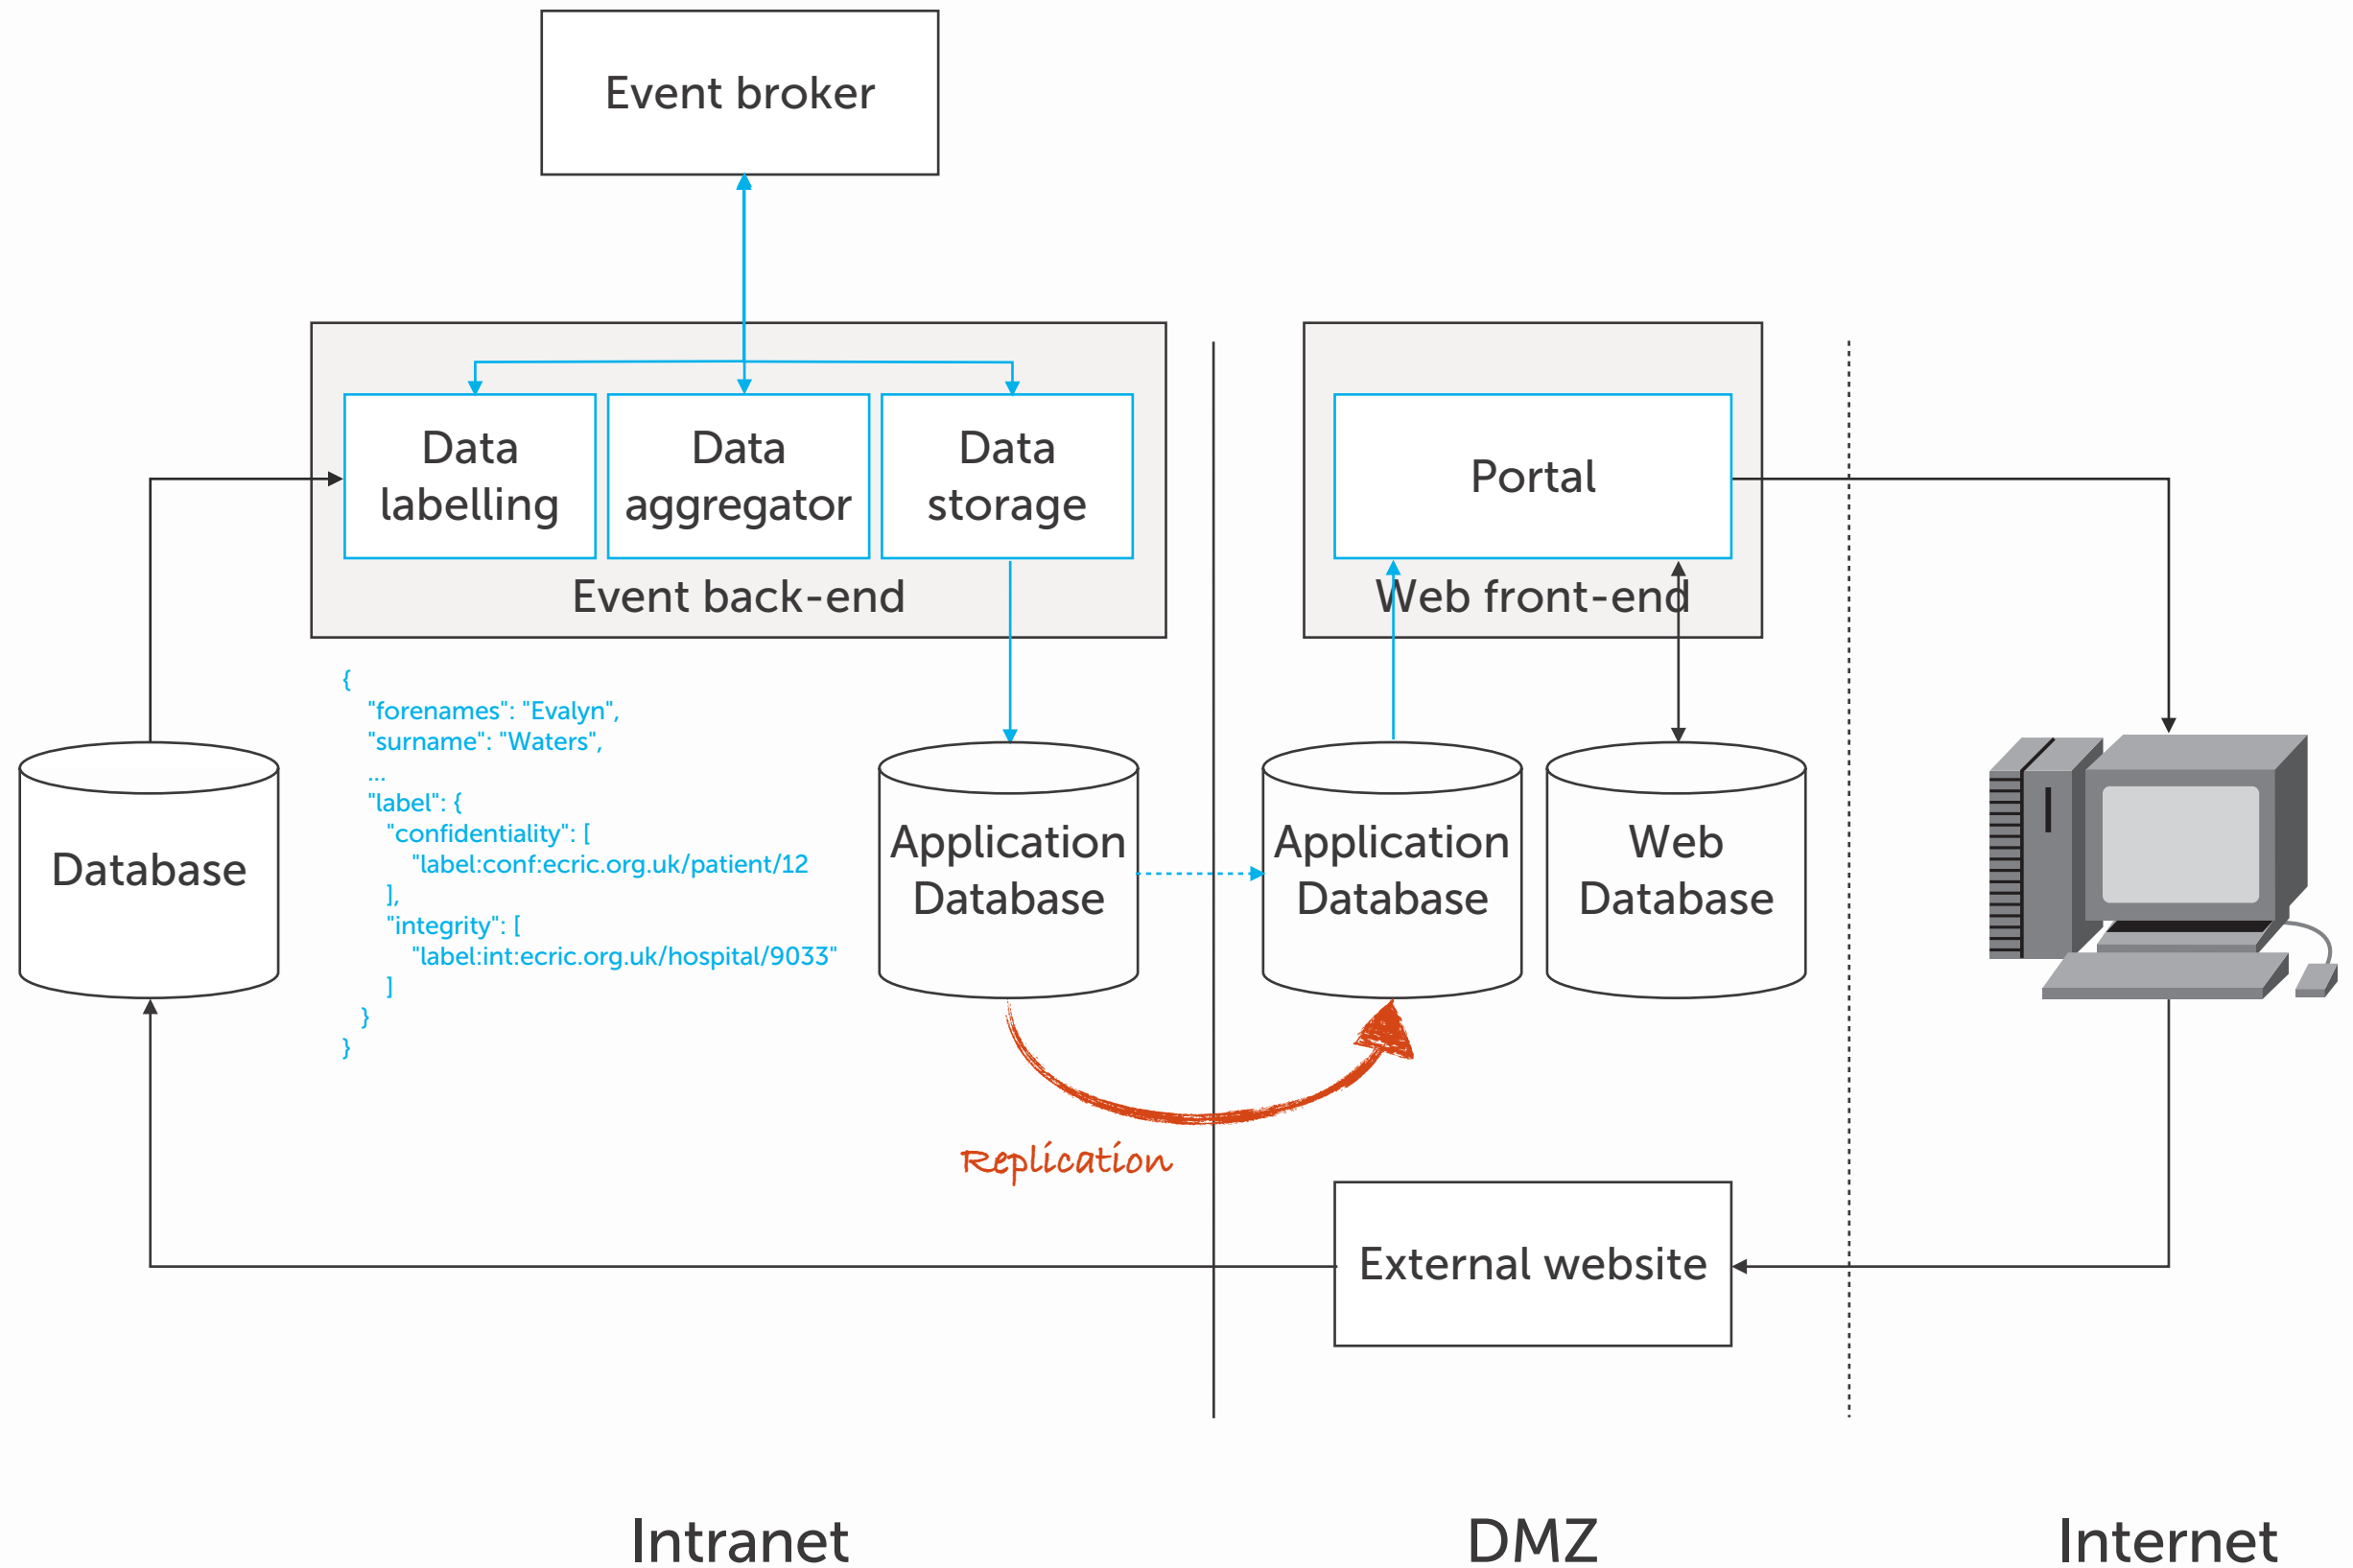 Event broker
Data
labelling
Data
aggregator
Data
storage
Event back-end
Portal
Web front-end
{
"forenames": "Evalyn",
"surname": "Waters",
...
"label": {
"confidentiality": [
"label:conf:ecric.org.uk/patient/12
],
"integrity": [
"label:int:ecric.org.uk/hospital/9033"
]
}
}
Database
Application
Database
Application
Database
Web
Database
Replication
External website
Intranet
DMZ
Internet